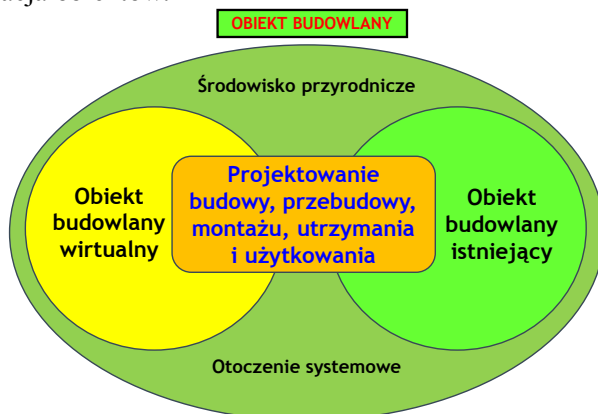 OBIEKT BUDOWLANY
Środowisko przyrodnicze
Obiekt
budowlany
wirtualny
Projektowanie
budowy, przebudowy,
montażu, utrzymania
i użytkowania
Obiekt
budowlany
istniejący
Otoczenie systemowe